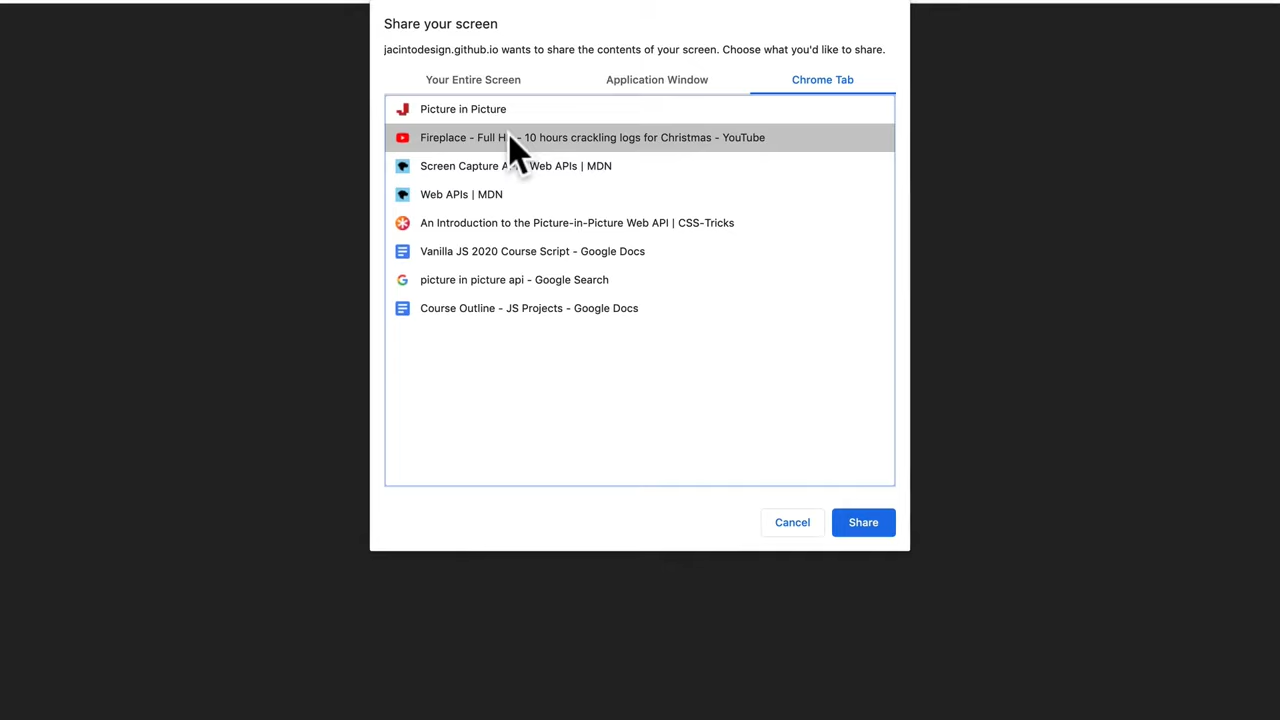 Share your screen
jacintodesign.github.io wants to share the contents of your screen. Choose what you'd like to share.
Your Entire Screen Application Window Chrome Tab
Picture in Picture
Fireplace - Full - 10 hours crackling logs for Christmas - YouTube
Screen Capture Web APIs | MDN
Web APIs | MDN
An Introduction to the Picture-in-Picture Web API | CSS-Tricks
Vanilla JS 2020 Course Script - Google Docs
picture in picture api - Google Search
Course Outline - JS Projects - Google Docs
Cancel Share